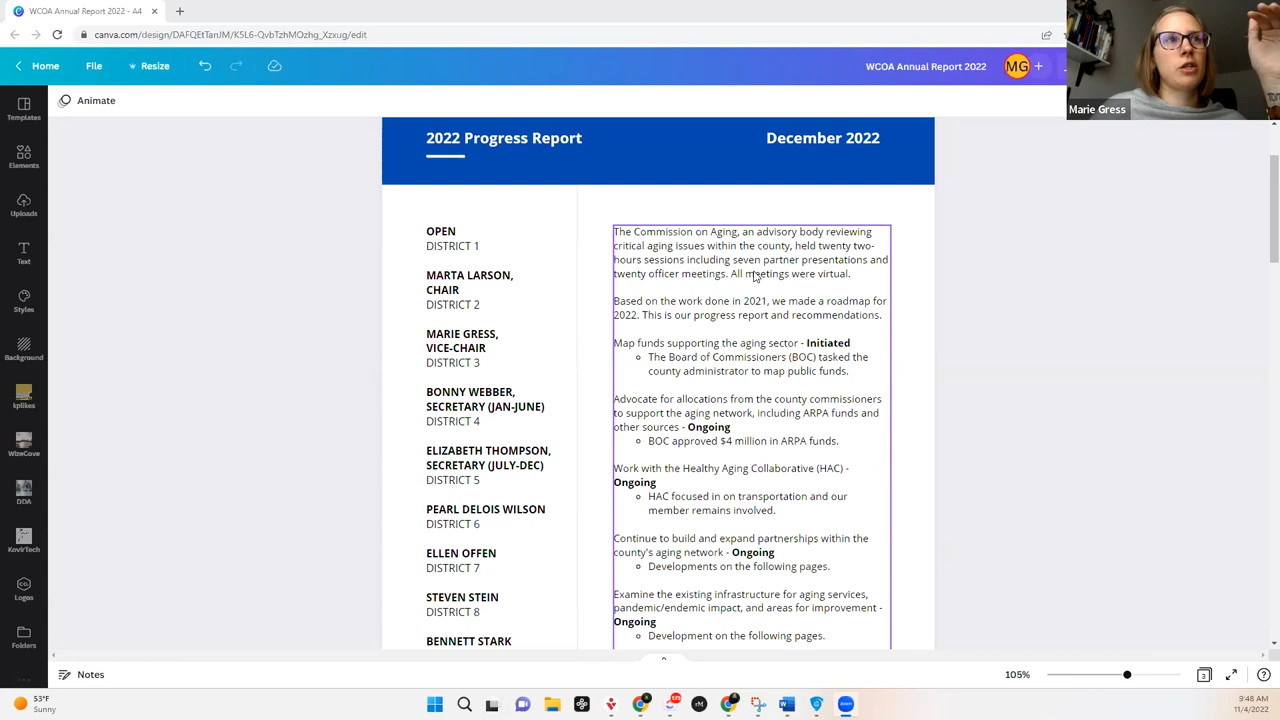 WCOA Annual Report 2022 - A4
canva.com/design/DAFQEtTanJM/K5L6-QvbTzhMOzhg_Xzxug/edit
Home
File
Resize
WCOA Annual Report 2022
MG
Marie Gress
Animate
Templates
Elements
Uploads
Text
Styles
Background
kplikes
WizeCove
DDA
KovirTech
Logos
Folders
2022 Progress Report
December 2022
OPEN
DISTRICT 1
MARTA LARSON,
CHAIR
DISTRICT 2
MARIE GRESS,
VICE-CHAIR
DISTRICT 3
BONNY WEBBER,
SECRETARY (JAN-JUNE)
DISTRICT 4
ELIZABETH THOMPSON,
SECRETARY (JULY-DEC)
DISTRICT 5
PEARL DELOIS WILSON
DISTRICT 6
ELLEN OFFEN
DISTRICT 7
STEVEN STEIN
DISTRICT 8
BENNETT STARK
The Commission on Aging, an advisory body reviewing
critical aging issues within the county, held twenty two-
hours sessions including seven partner presentations and
twenty officer meetings. All meetings were virtual.
Based on the work done in 2021, we made a roadmap for
2022. This is our progress report and recommendations.
Map funds supporting the aging sector - Initiated
The Board of Commissioners (BOC) tasked the
county administrator to map public funds.
Advocate for allocations from the county commissioners
to support the aging network, including ARPA funds and
other sources - Ongoing
BOC approved $4 million in ARPA funds.
Work with the Healthy Aging Collaborative (HAC) -
Ongoing
HAC focused in on transportation and our
member remains involved.
Continue to build and expand partnerships within the
county's aging network - Ongoing
Developments on the following pages.
Examine the existing infrastructure for aging services,
pandemic/endemic impact, and areas for improvement -
Ongoing
Development on the following pages.
Notes
105%
3
53°F
Sunny
9:48 AM
11/4/2022